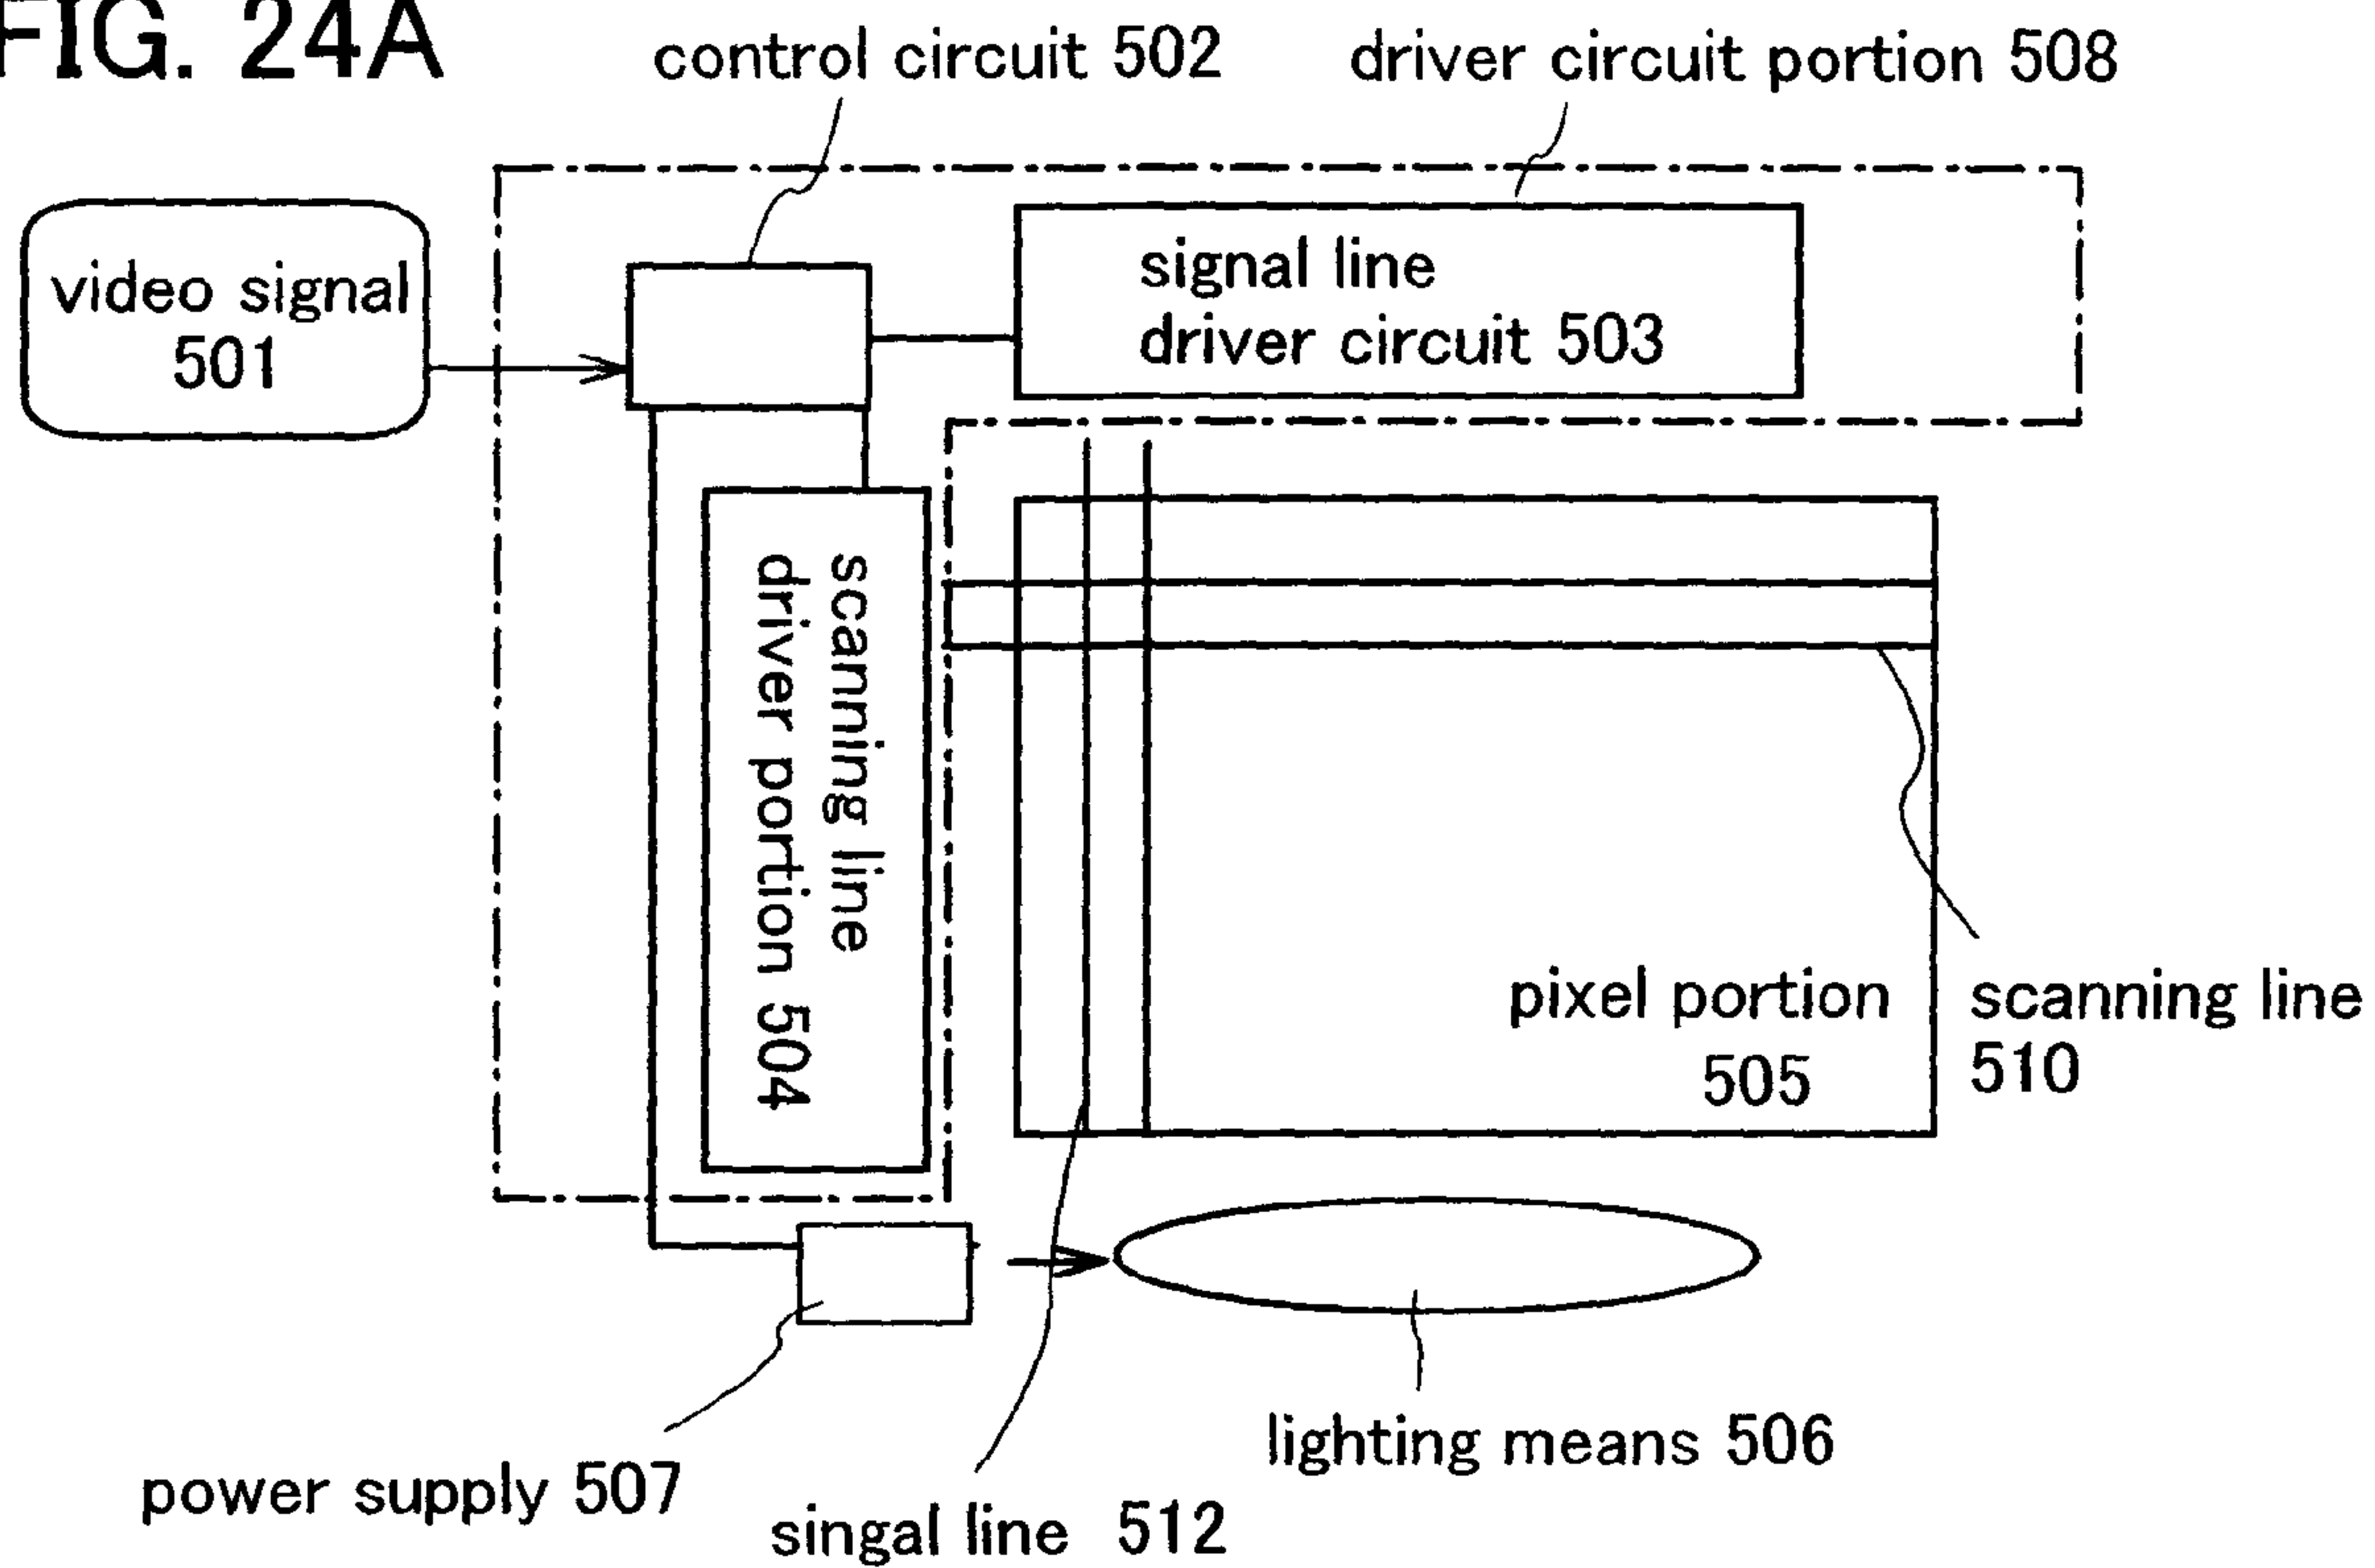 FIG. 24A
control circuit 502
driver circuit portion 508
video signal
501
signal line
driver circuit 503
scanning line
driver portion 504
pixel portion
505
scanning line
510
lighting means 506
power supply 507
singal line 512